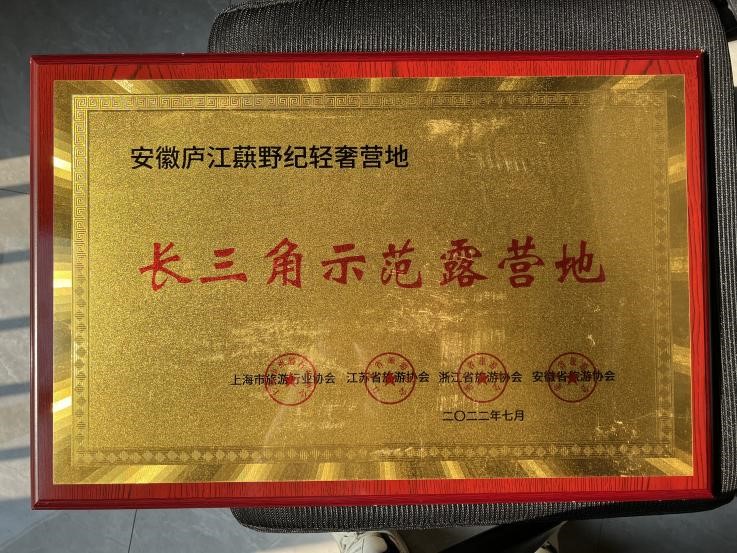 安徽庐江蕻野纪轻奢营地
长三角示范露营地
上海市旅游行业协会 江苏省旅游协会 浙江省旅游协会 安徽省旅游协会
二〇二二年七月